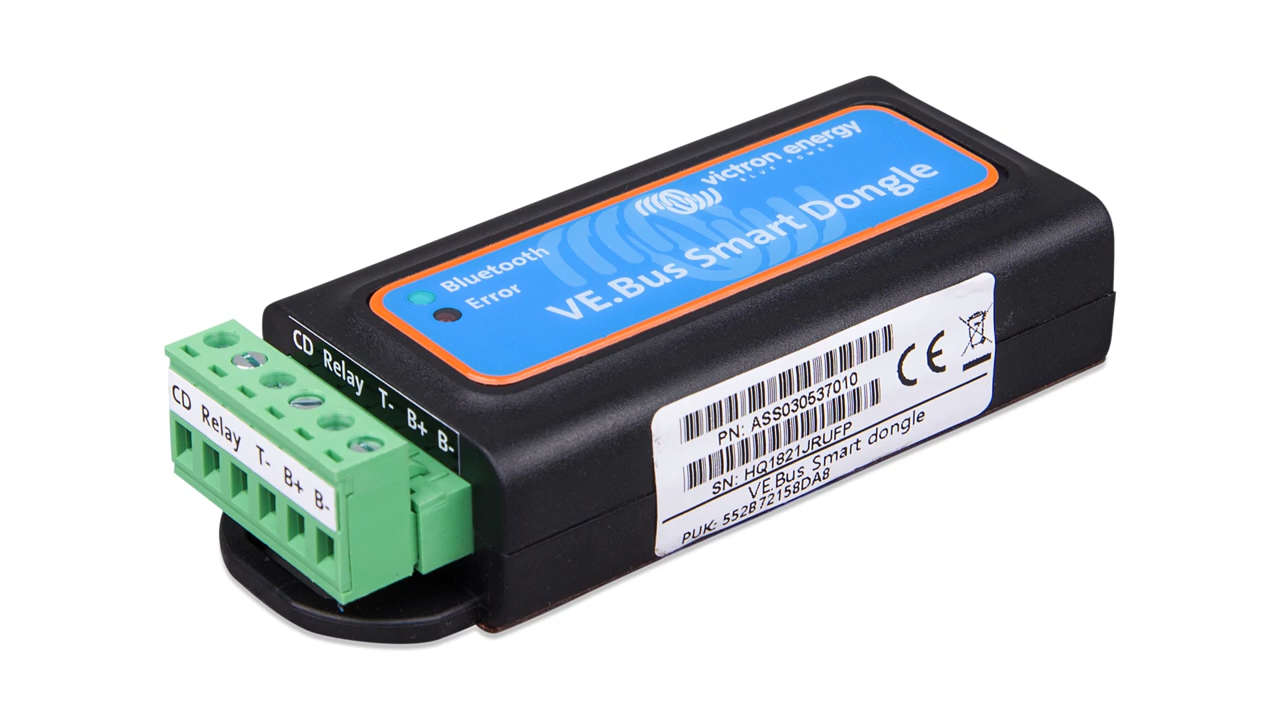 victron energy
BLUE POWER
VE.Bus Smart Dongle
Bluetooth
Error
CD Relay T- B+ B-
CD Relay T- B+ B-
PN: ASS030537010
SN: HQ1821JRUFP
VE.Bus Smart dongle
PUK: 552B72158DA8
CE